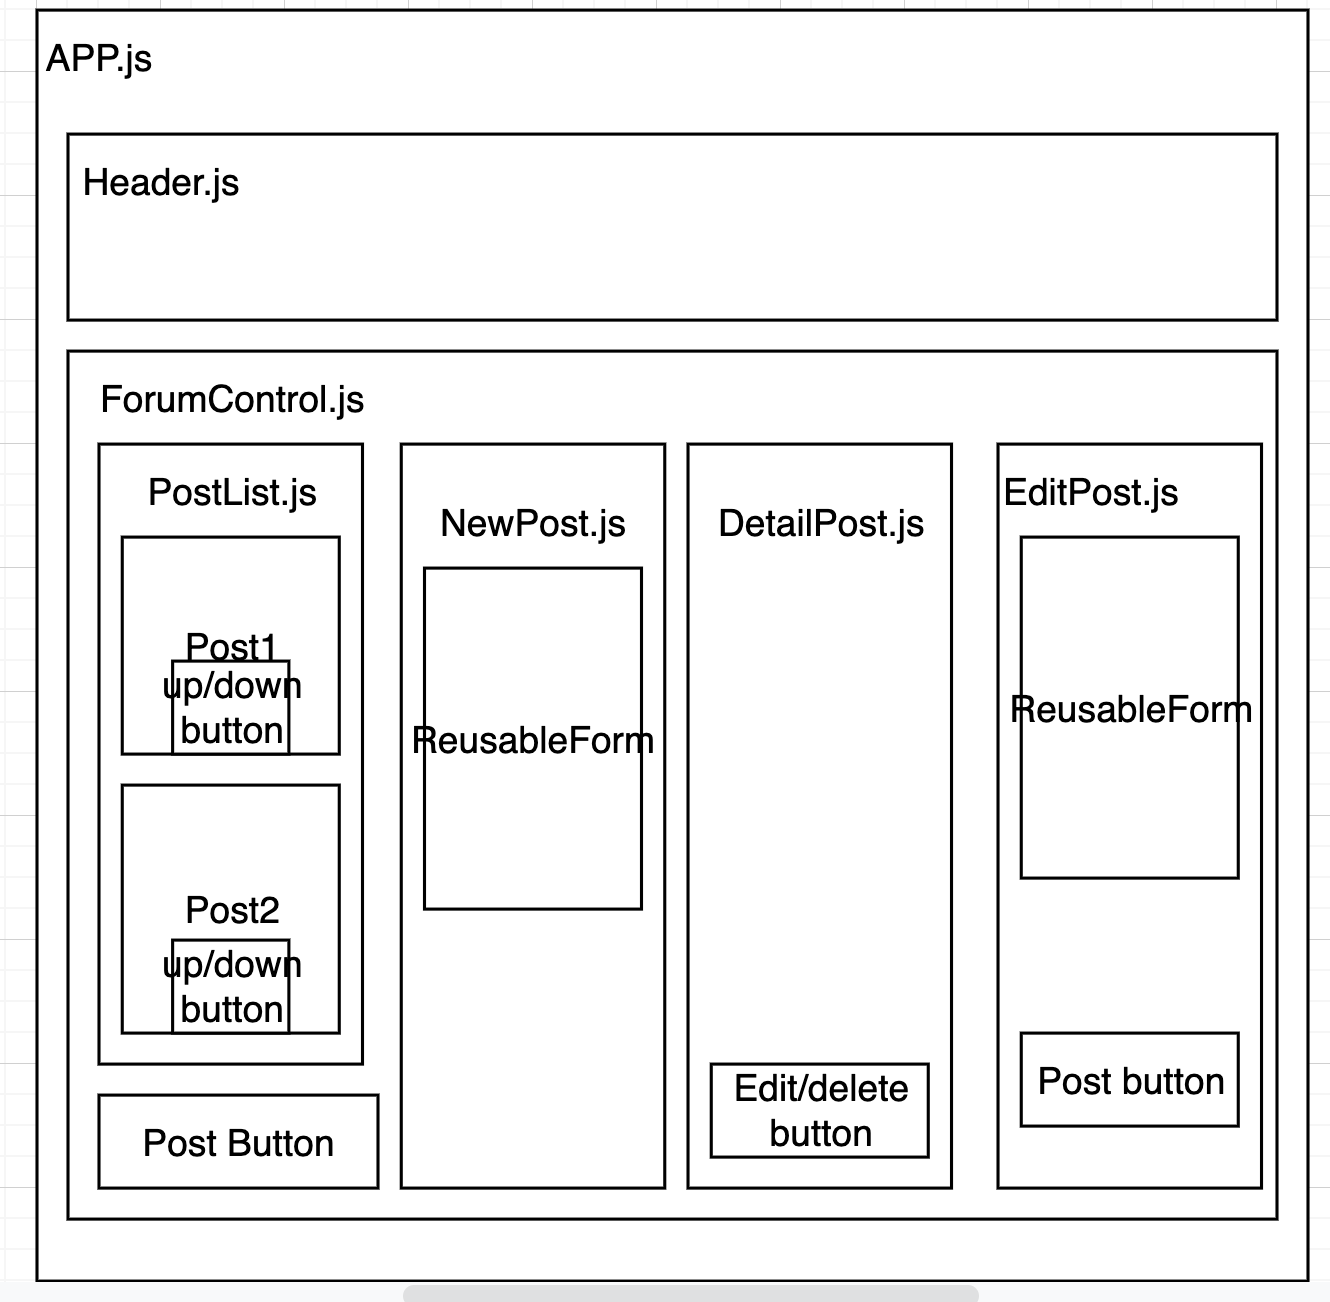 APP.js
Header.js
ForumControl.js
PostList.js
Post1
up/down
button
Post2
up/down
button
Post Button
NewPost.js
ReusableForm
DetailPost.js
Edit/delete
button
EditPost.js
ReusableForm
Post button